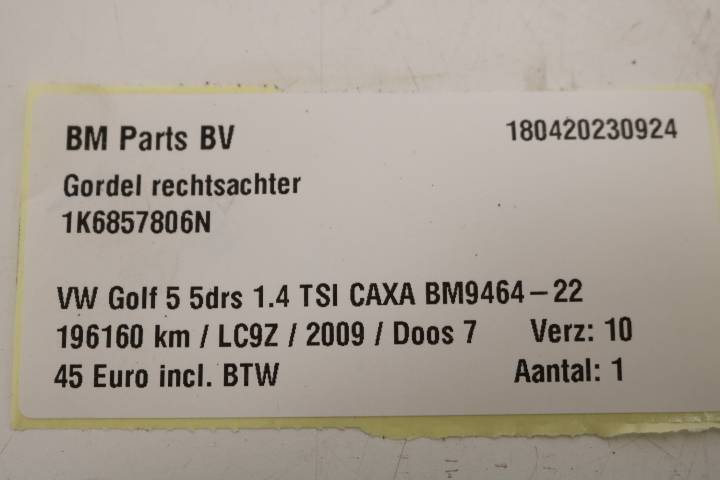 BM Parts BV 180420230924
Gordel rechtsachter
1K6857806N
VW Golf 5 5drs 1.4 TSI CAXA BM9464-22
196160 km / LC9Z / 2009 / Doos 7 Verz: 10
45 Euro incl. BTW Aantal: 1